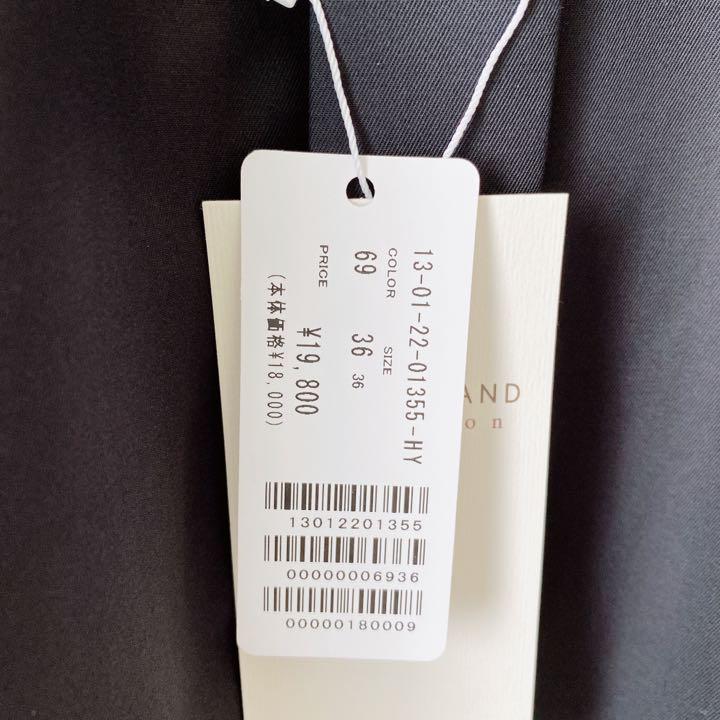 13-01-22-01355-HY
COLOR SIZE
69 36 36
PRICE
¥19,800
(本体価格¥18,000)
13012201355
00000006936
00000180009
AND
on